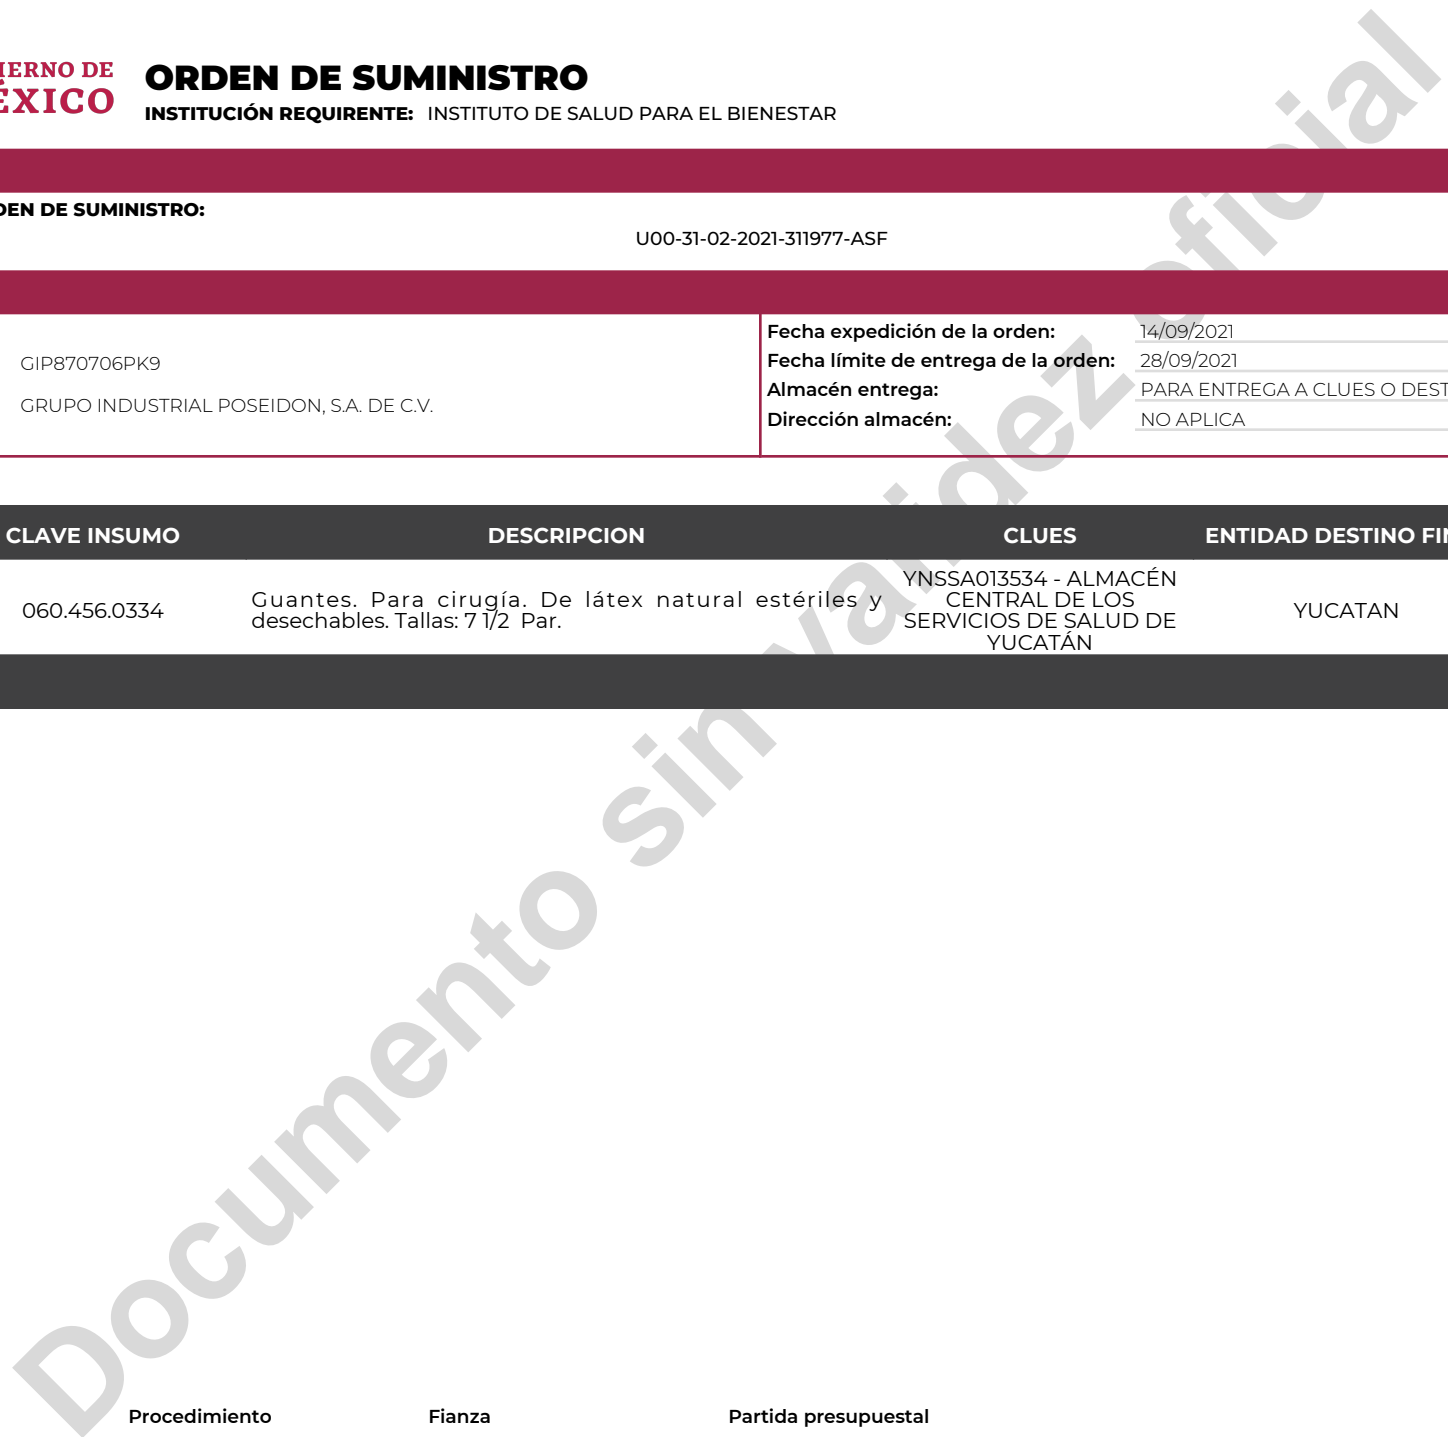 IERNO DE
ÉXICO
ORDEN DE SUMINISTRO
INSTITUCIÓN REQUIRENTE: INSTITUTO DE SALUD PARA EL BIENESTAR
DEN DE SUMINISTRO:
U00-31-02-2021-311977-ASF
GIP870706PK9
GRUPO INDUSTRIAL POSEIDON, S.A. DE C.V.
Fecha expedición de la orden: 14/09/2021
Fecha límite de entrega de la orden: 28/09/2021
Almacén entrega: PARA ENTREGA A CLUES O DEST
Dirección almacén: NO APLICA
CLAVE INSUMO DESCRIPCION CLUES ENTIDAD DESTINO FIN
060.456.0334
Guantes. Para cirugía. De látex natural estériles y
desechables. Tallas: 7 1/2 Par.
YNSSA013534 - ALMACÉN
CENTRAL DE LOS
SERVICIOS DE SALUD DE
YUCATÁN
YUCATAN
Documento sin validez oficial
Procedimiento Fianza Partida presupuestal